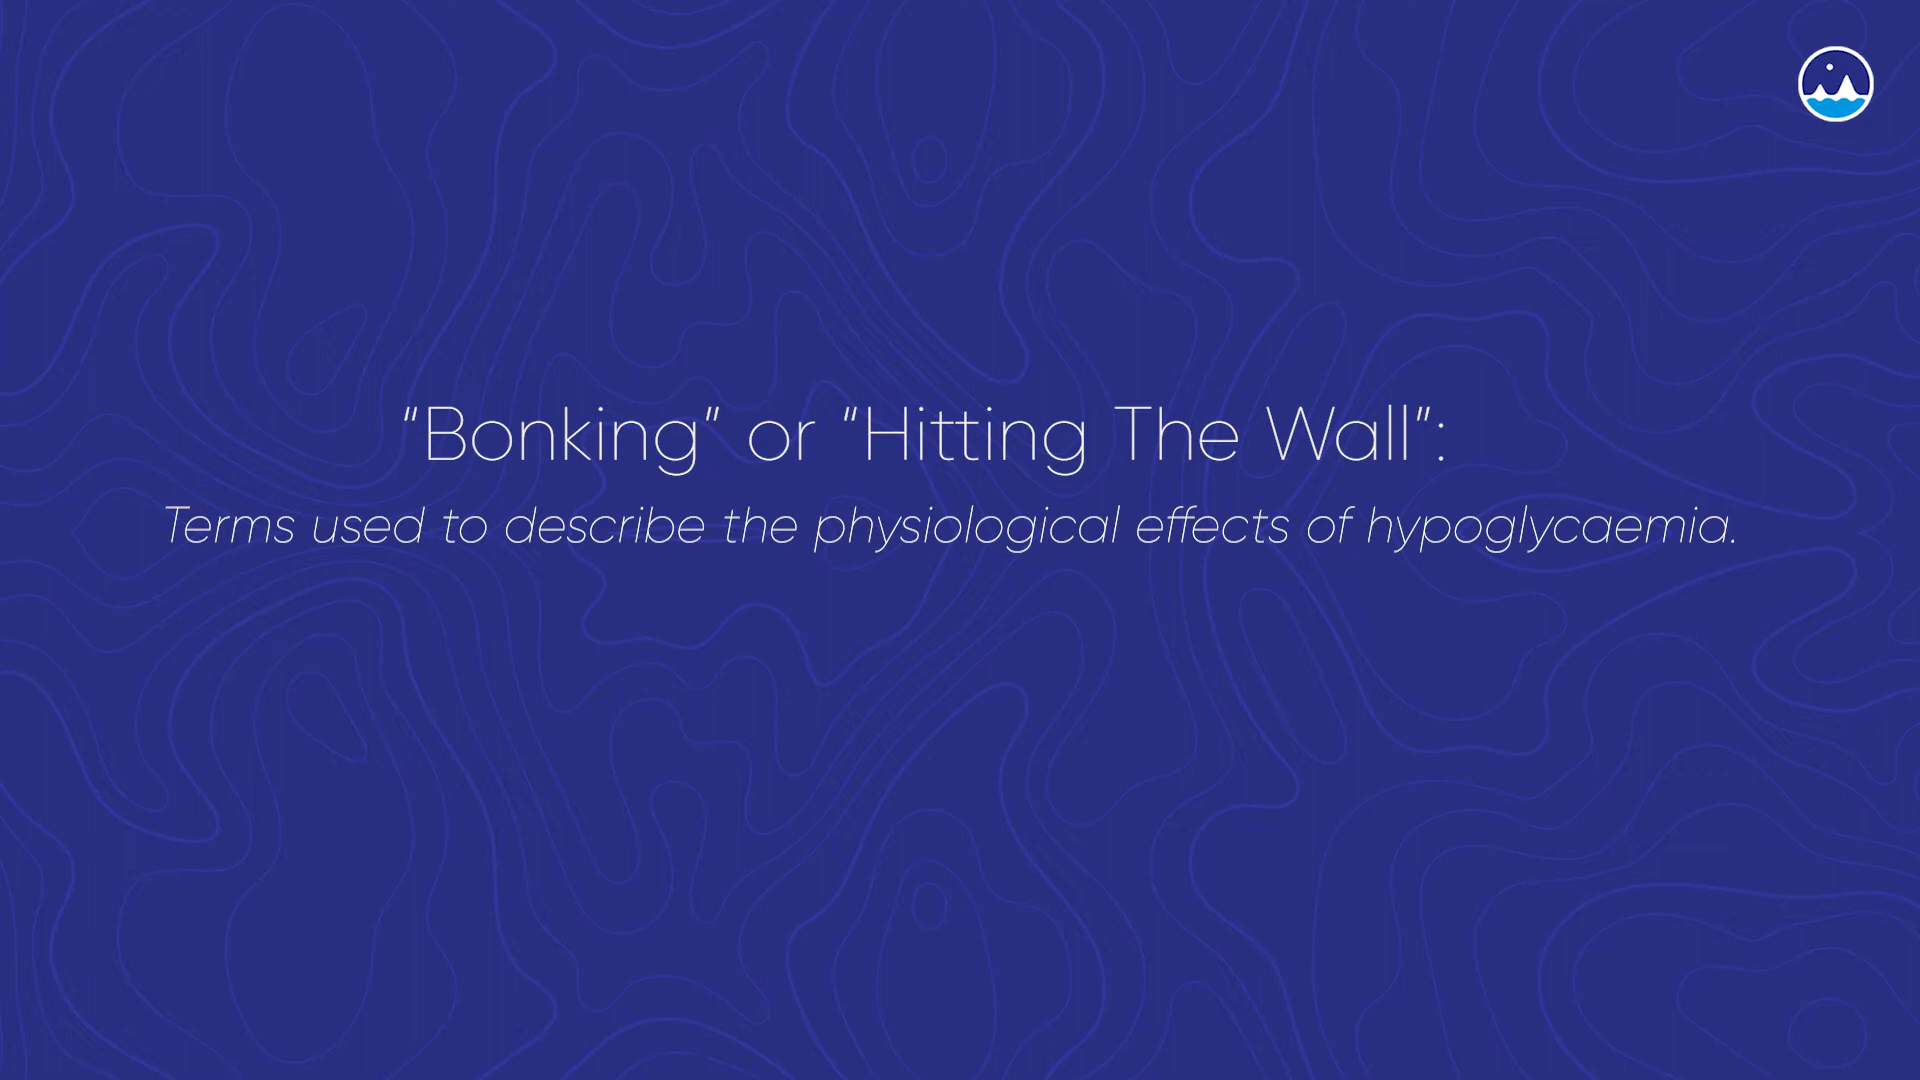 “Bonking” or “Hitting The Wall”:
Terms used to describe the physiological effects of hypoglycaemia.